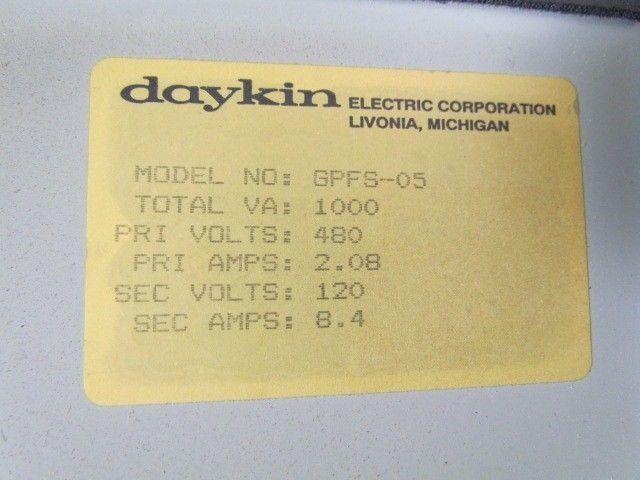 daykin ELECTRIC CORPORATION
LIVONIA, MICHIGAN
MODEL NO: GPFS-05
TOTAL VA: 1000
PRI VOLTS: 480
PRI AMPS: 2.08
SEC VOLTS: 120
SEC AMPS: 8.4